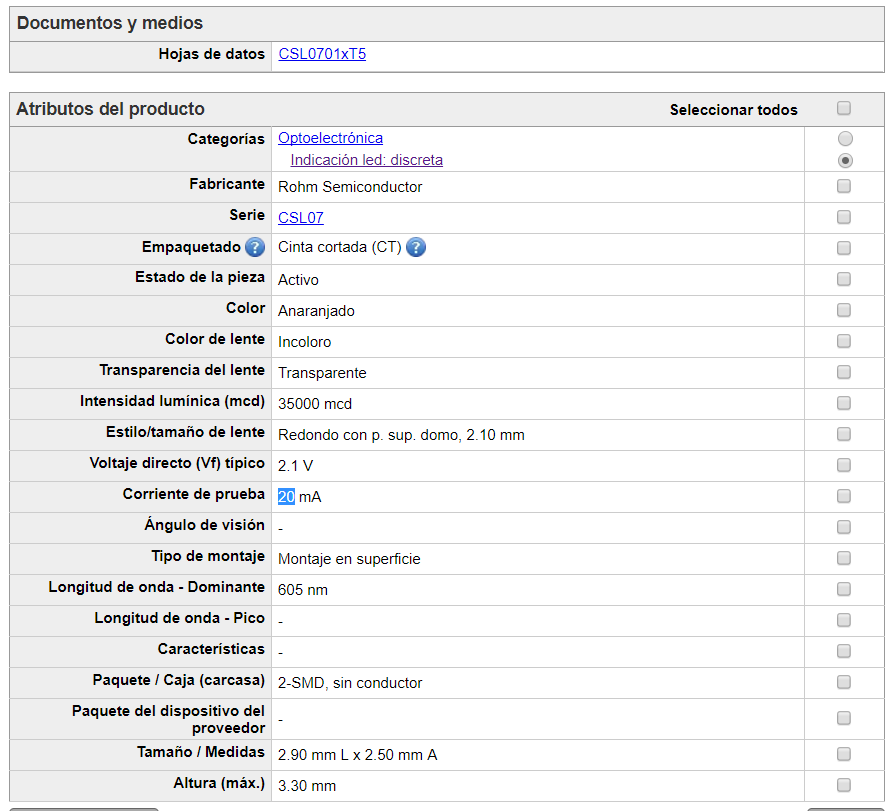 Documentos y medios
Hojas de datos CSL0701xT5
Atributos del producto Seleccionar todos
Categorías Optoelectrónica
Indicación led: discreta
Fabricante Rohm Semiconductor
Serie CSL07
Empaquetado ? Cinta cortada (CT) ?
Estado de la pieza Activo
Color Anaranjado
Color de lente Incoloro
Transparencia del lente Transparente
Intensidad lumínica (mcd) 35000 mcd
Estilo/tamaño de lente Redondo con p. sup. domo, 2.10 mm
Voltaje directo (Vf) típico 2.1 V
Corriente de prueba 20 mA
Ángulo de visión -
Tipo de montaje Montaje en superficie
Longitud de onda - Dominante 605 nm
Longitud de onda - Pico -
Características -
Paquete / Caja (carcasa) 2-SMD, sin conductor
Paquete del dispositivo del
proveedor -
Tamaño / Medidas 2.90 mm L x 2.50 mm A
Altura (máx.) 3.30 mm